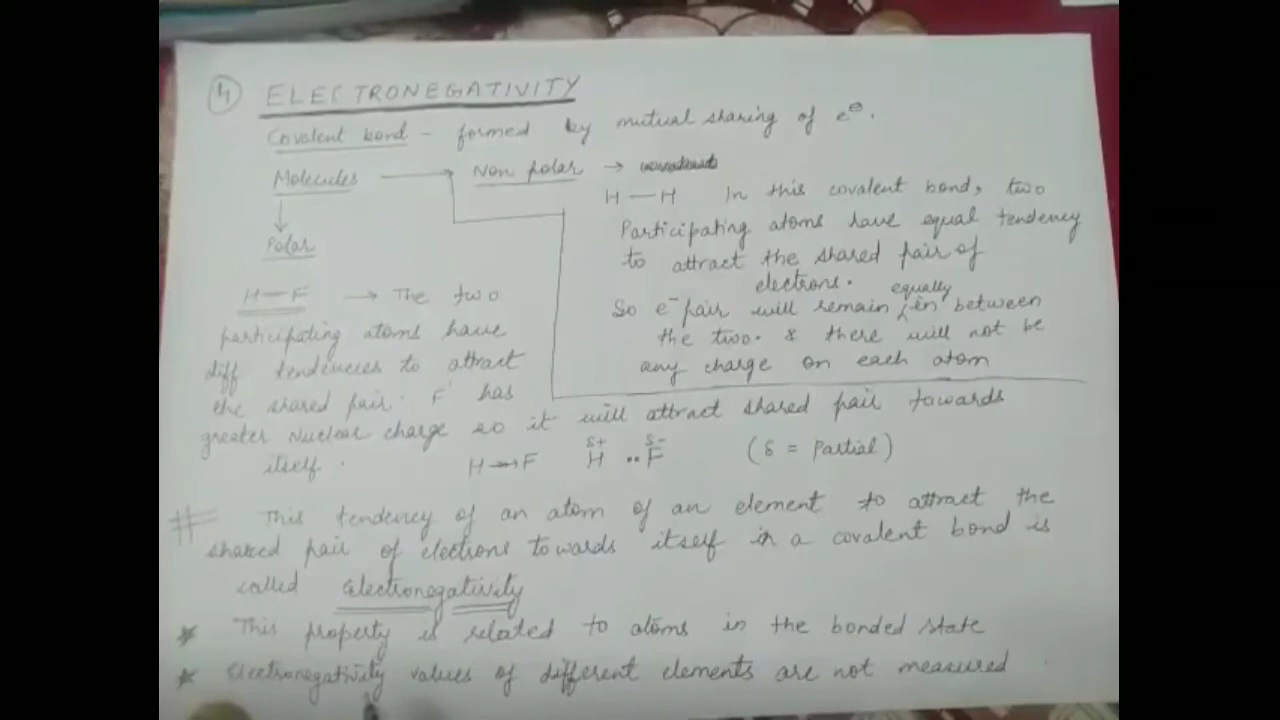 4 ELECTRONEGATIVITY
Covalent bond - formed by mutual sharing of e⊖.
Molecules → Non polar →
H—H In this covalent bond, two
Participating atoms have equal tendency
to attract the shared pair of
electrons.
equally
So e⁻ pair will remain in between
the two. & there will not be
any charge on each atom
Polar
H—F → The two
participating atoms have
diff tendencies to attract
the shared pair. F has
greater Nuclear charge so it will attract shared pair towards
itself.
H→F δ+ H ·· δ- F (δ = Partial)
# This tendency of an atom of an element to attract the
shared pair of electrons towards itself in a covalent bond is
called Electronegativity
* This property is related to atoms in the bonded state
* Electronegativity values of different elements are not measured